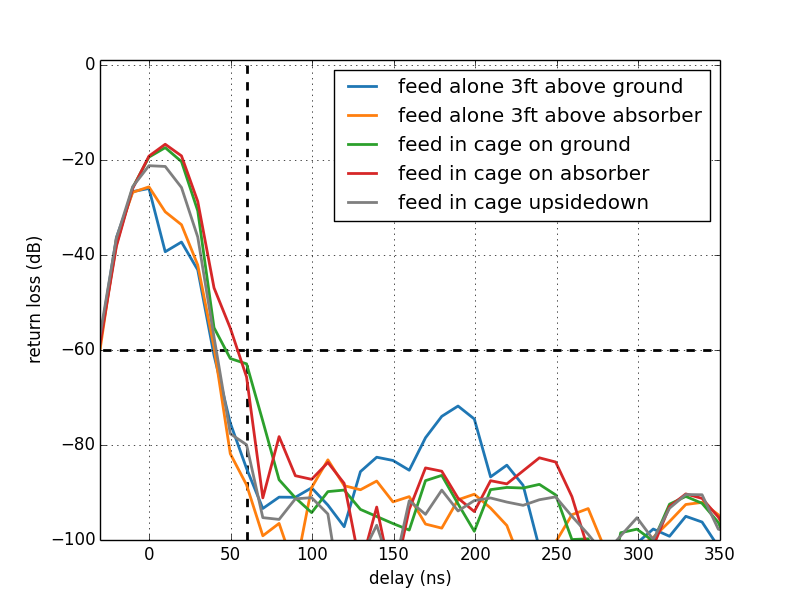 feed alone 3ft above ground
feed alone 3ft above absorber
feed in cage on ground
feed in cage on absorber
feed in cage upsidedown
return loss (dB)
0
−20
−40
−60
−80
−100
0 50 100 150 200 250 300 350
delay (ns)